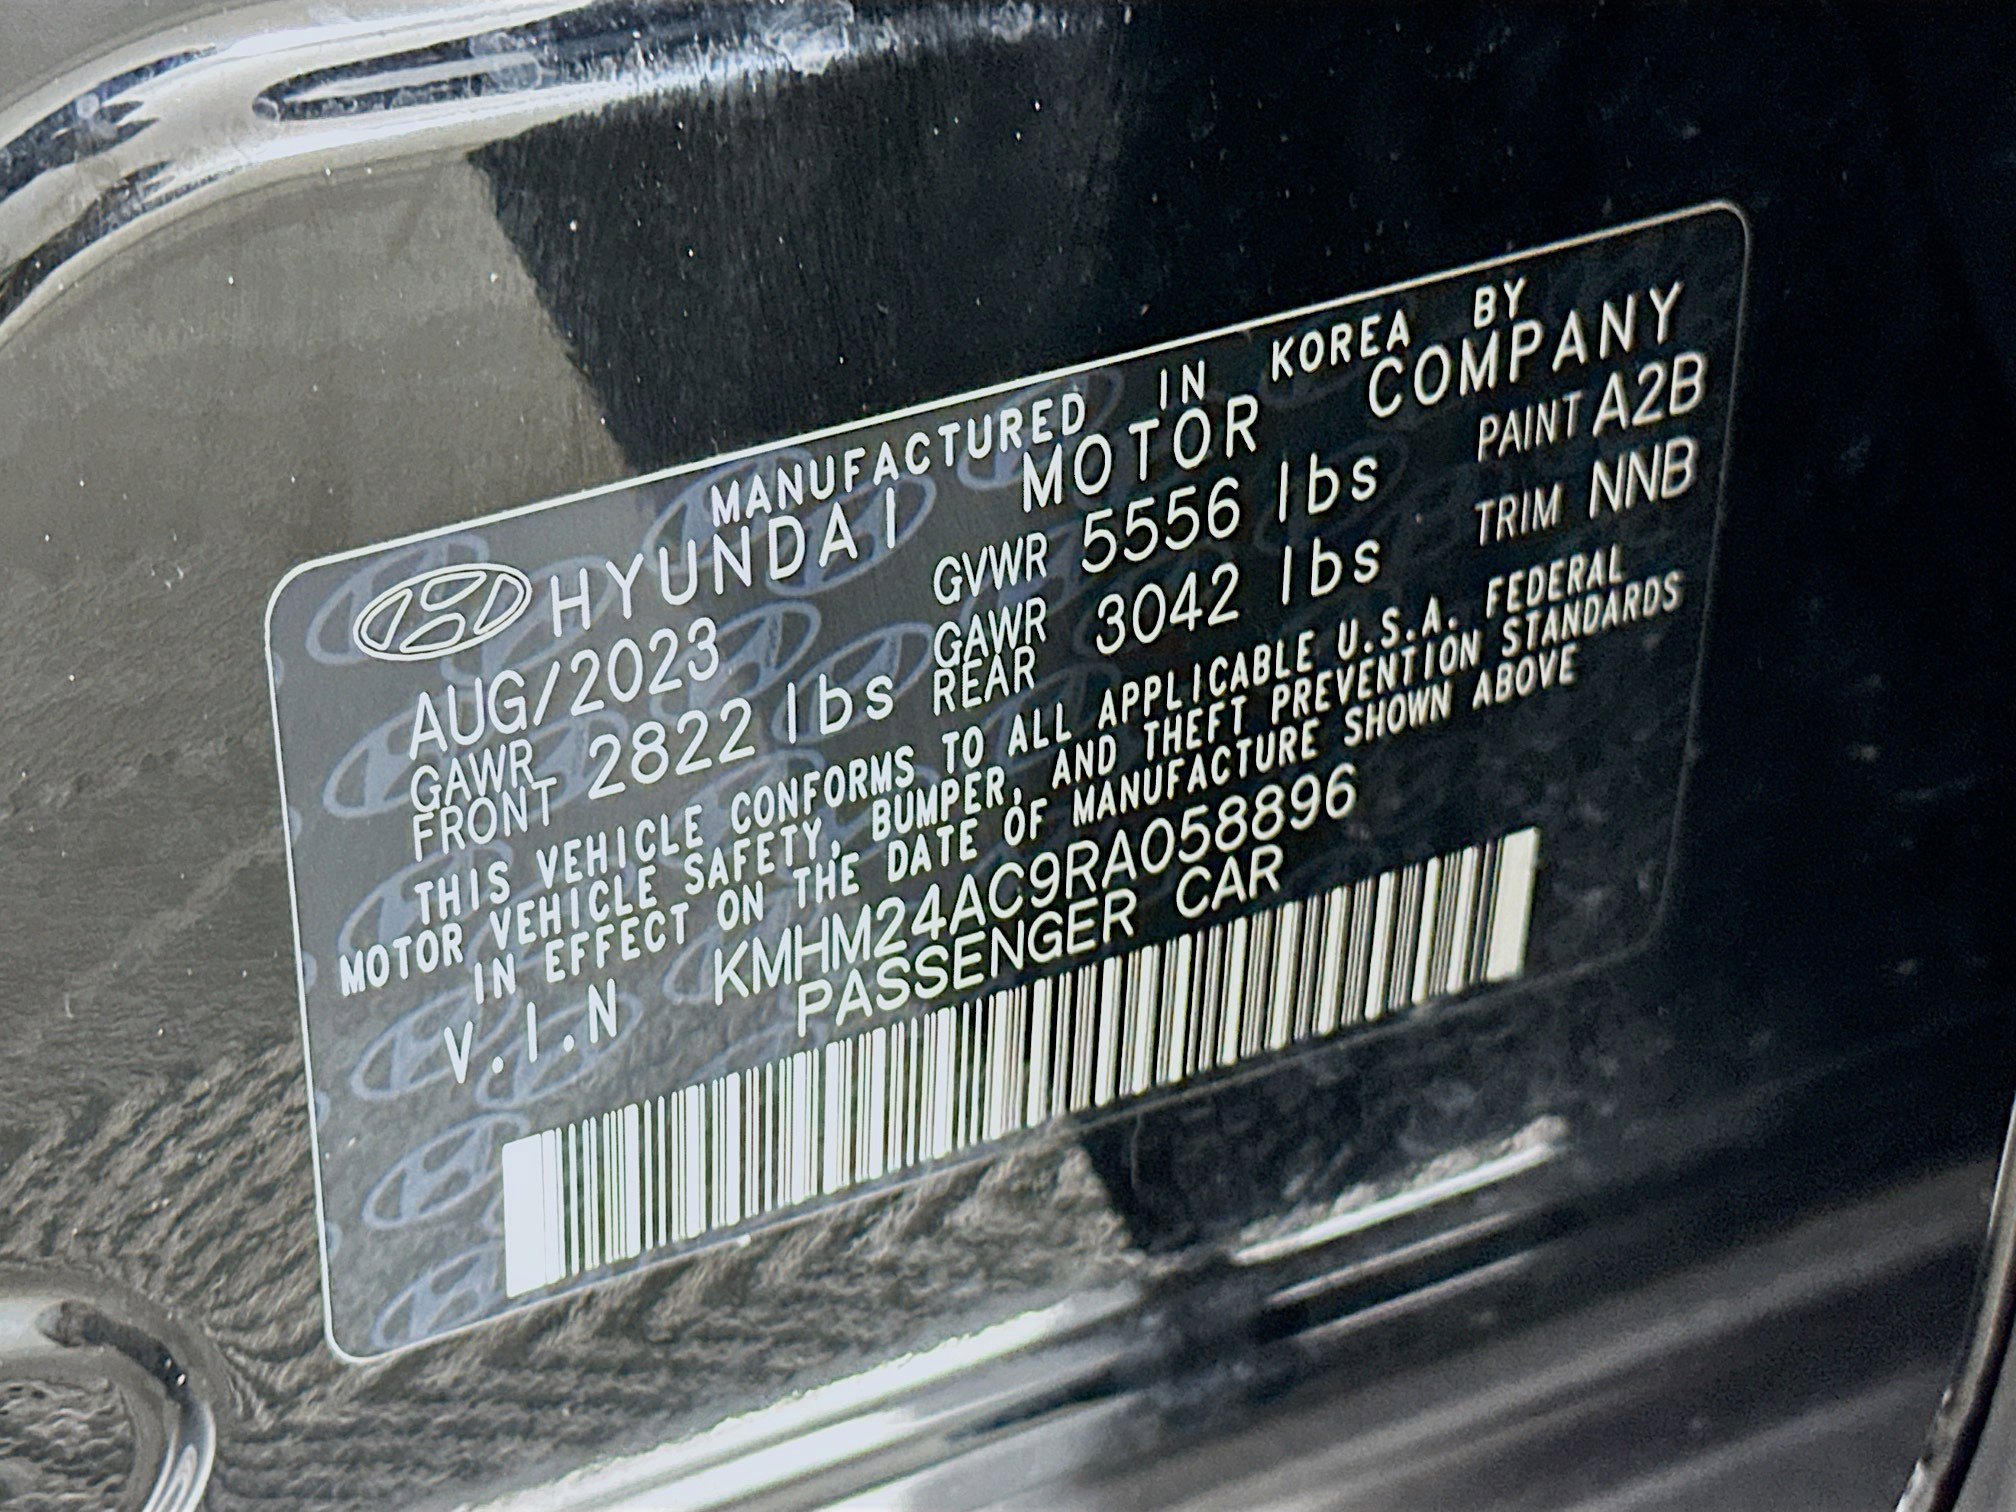 MANUFACTURED IN KOREA BY
HYUNDAI MOTOR COMPANY
AUG/2023 GVWR 5556 lbs PAINT A2B
GAWR FRONT 2822 lbs GAWR REAR 3042 lbs TRIM NNB
THIS VEHICLE CONFORMS TO ALL APPLICABLE U.S.A. FEDERAL
MOTOR VEHICLE SAFETY, BUMPER, AND THEFT PREVENTION STANDARDS
IN EFFECT ON THE DATE OF MANUFACTURE SHOWN ABOVE
V.I.N KMHM24AC9RA058896
PASSENGER CAR